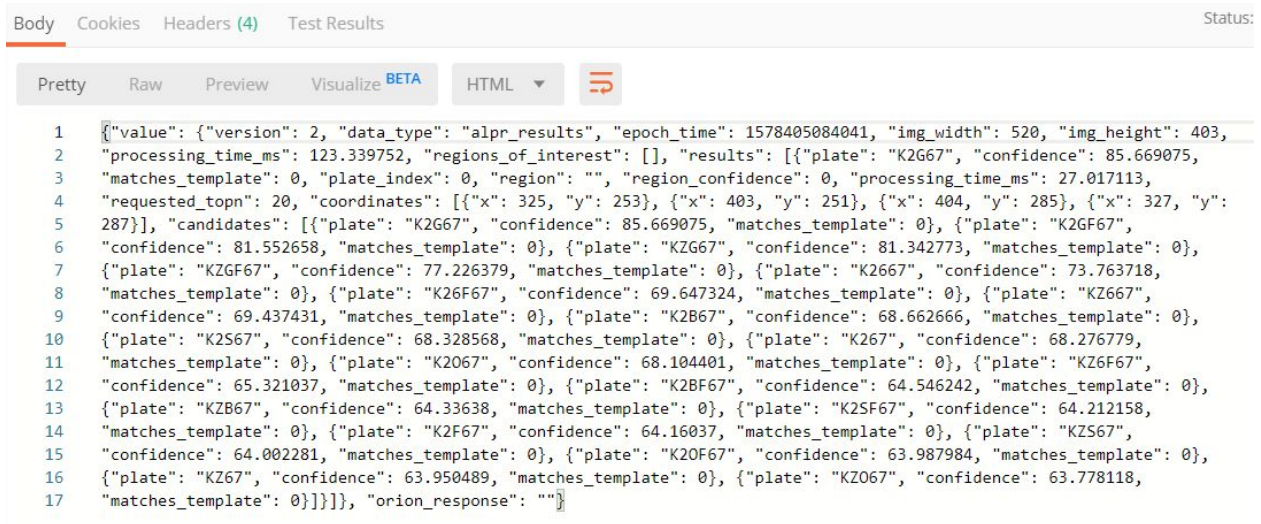 Body Cookies Headers (4) Test Results Status:
Pretty Raw Preview Visualize BETA HTML
1 {"value": {"version": 2, "data_type": "alpr_results", "epoch_time": 1578405084041, "img_width": 520, "img_height": 403,
2 "processing_time_ms": 123.339752, "regions_of_interest": [], "results": [{"plate": "K2G67", "confidence": 85.669075,
3 "matches_template": 0, "plate_index": 0, "region": "", "region_confidence": 0, "processing_time_ms": 27.017113,
4 "requested_topn": 20, "coordinates": [{"x": 325, "y": 253}, {"x": 403, "y": 251}, {"x": 404, "y": 285}, {"x": 327, "y":
5 287}], "candidates": [{"plate": "K2G67", "confidence": 85.669075, "matches_template": 0}, {"plate": "K2GF67",
6 "confidence": 81.552658, "matches_template": 0}, {"plate": "KZG67", "confidence": 81.342773, "matches_template": 0},
7 {"plate": "KZGF67", "confidence": 77.226379, "matches_template": 0}, {"plate": "K2667", "confidence": 73.763718,
8 "matches_template": 0}, {"plate": "K26F67", "confidence": 69.647324, "matches_template": 0}, {"plate": "KZ667",
9 "confidence": 69.437431, "matches_template": 0}, {"plate": "K2B67", "confidence": 68.662666, "matches_template": 0},
10 {"plate": "K2S67", "confidence": 68.328568, "matches_template": 0}, {"plate": "K267", "confidence": 68.276779,
11 "matches_template": 0}, {"plate": "K2O67", "confidence": 68.104401, "matches_template": 0}, {"plate": "KZ6F67",
12 "confidence": 65.321037, "matches_template": 0}, {"plate": "K2BF67", "confidence": 64.546242, "matches_template": 0},
13 {"plate": "KZB67", "confidence": 64.33638, "matches_template": 0}, {"plate": "K2SF67", "confidence": 64.212158,
14 "matches_template": 0}, {"plate": "K2F67", "confidence": 64.16037, "matches_template": 0}, {"plate": "KZS67",
15 "confidence": 64.002281, "matches_template": 0}, {"plate": "K2OF67", "confidence": 63.987984, "matches_template": 0},
16 {"plate": "KZ67", "confidence": 63.950489, "matches_template": 0}, {"plate": "KZO67", "confidence": 63.778118,
17 "matches_template": 0}]}]}, "orion_response": ""}